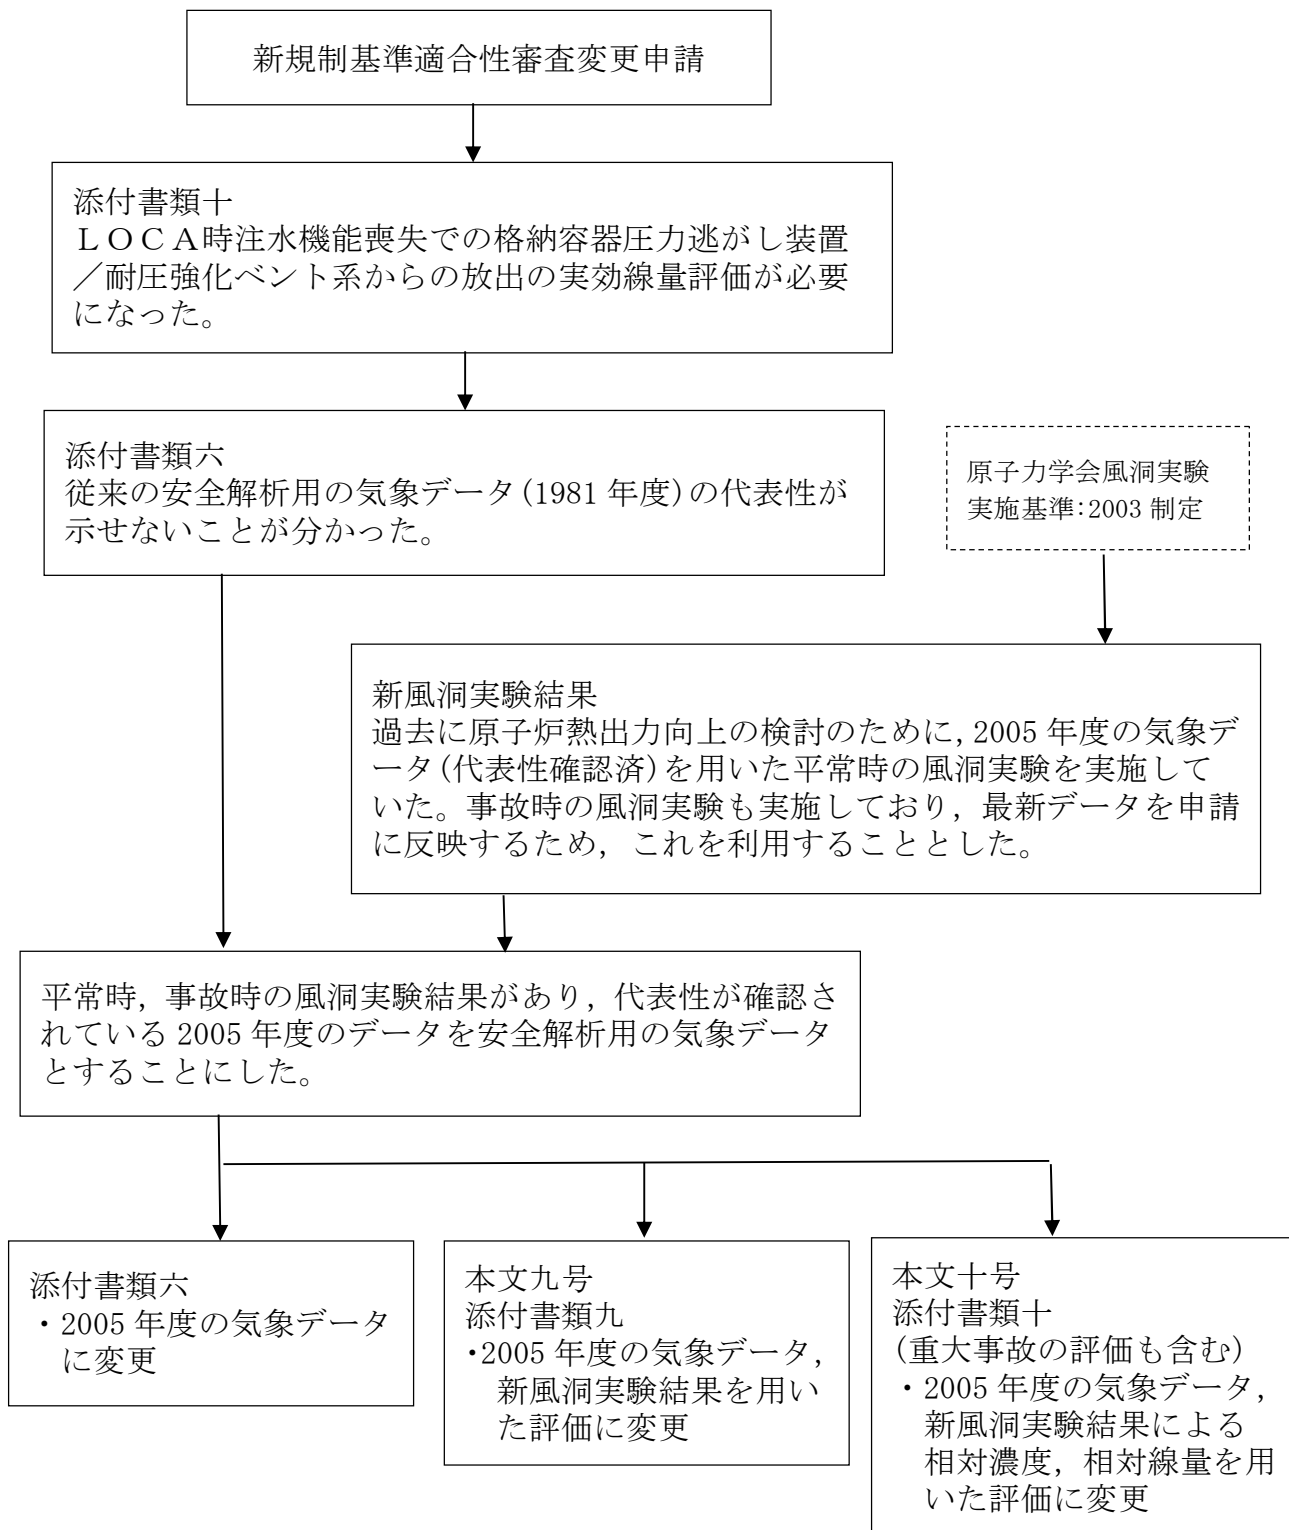 新規制基準適合性審査変更申請
添付書類十
LOCA時注水機能喪失での格納容器圧力逃がし装置
／耐圧強化ベント系からの放出の実効線量評価が必要
になった。
添付書類六
従来の安全解析用の気象データ(1981 年度)の代表性が
示せないことが分かった。
原子力学会風洞実験
実施基準：2003 制定
新風洞実験結果
過去に原子炉熱出力向上の検討のために，2005 年度の気象デ
ータ(代表性確認済)を用いた平常時の風洞実験を実施して
いた。事故時の風洞実験も実施しており，最新データを申請
に反映するため，これを利用することとした。
平常時，事故時の風洞実験結果があり，代表性が確認さ
れている 2005 年度のデータを安全解析用の気象データ
とすることにした。
添付書類六
・2005 年度の気象データ
に変更
本文九号
添付書類九
・2005 年度の気象データ，
新風洞実験結果を用い
た評価に変更
本文十号
添付書類十
(重大事故の評価も含む)
・2005 年度の気象データ，
新風洞実験結果による
相対濃度，相対線量を用
いた評価に変更